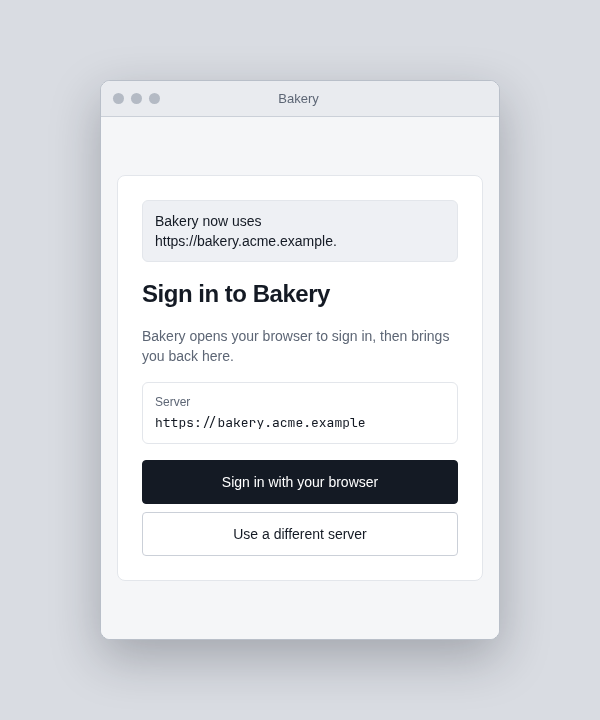 Bakery
Bakery now uses
https://bakery.acme.example.
Sign in to Bakery
Bakery opens your browser to sign in, then brings
you back here.
Server
https://bakery.acme.example
Sign in with your browser
Use a different server